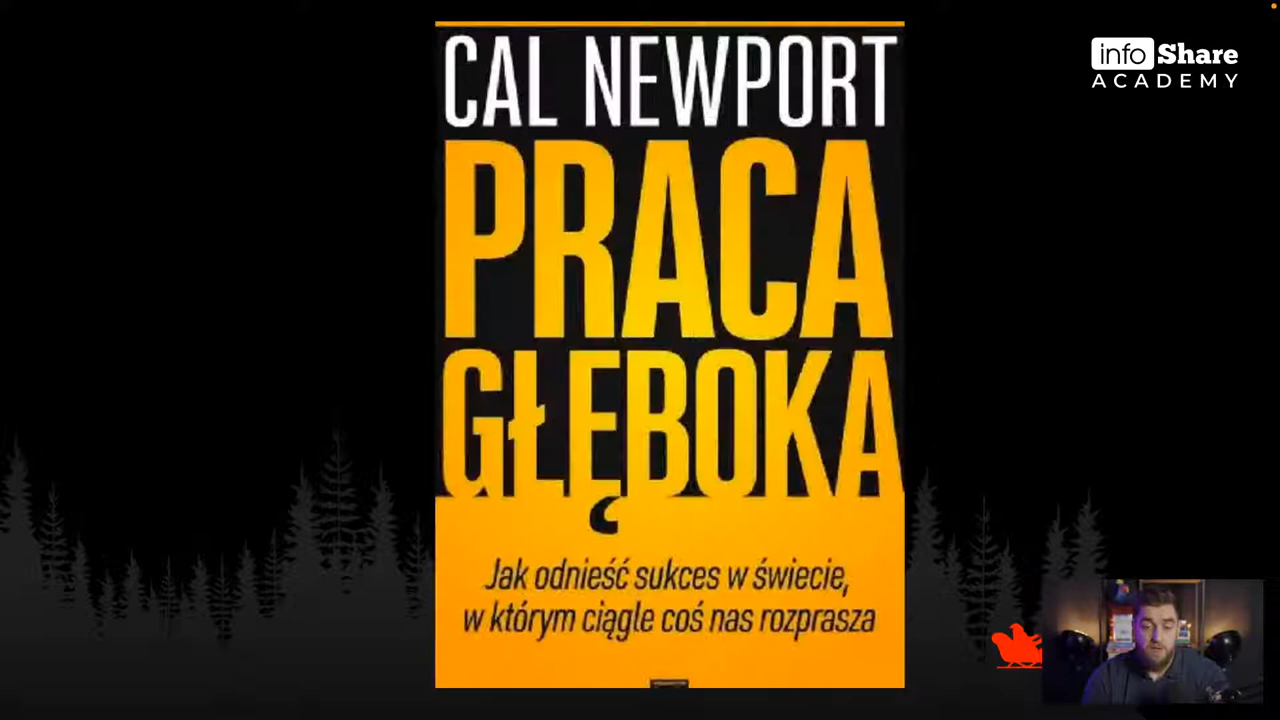 CAL NEWPORT
PRACA
GŁĘBOKA
Jak odnieść sukces w świecie,
w którym ciągle coś nas rozprasza
info Share
ACADEMY